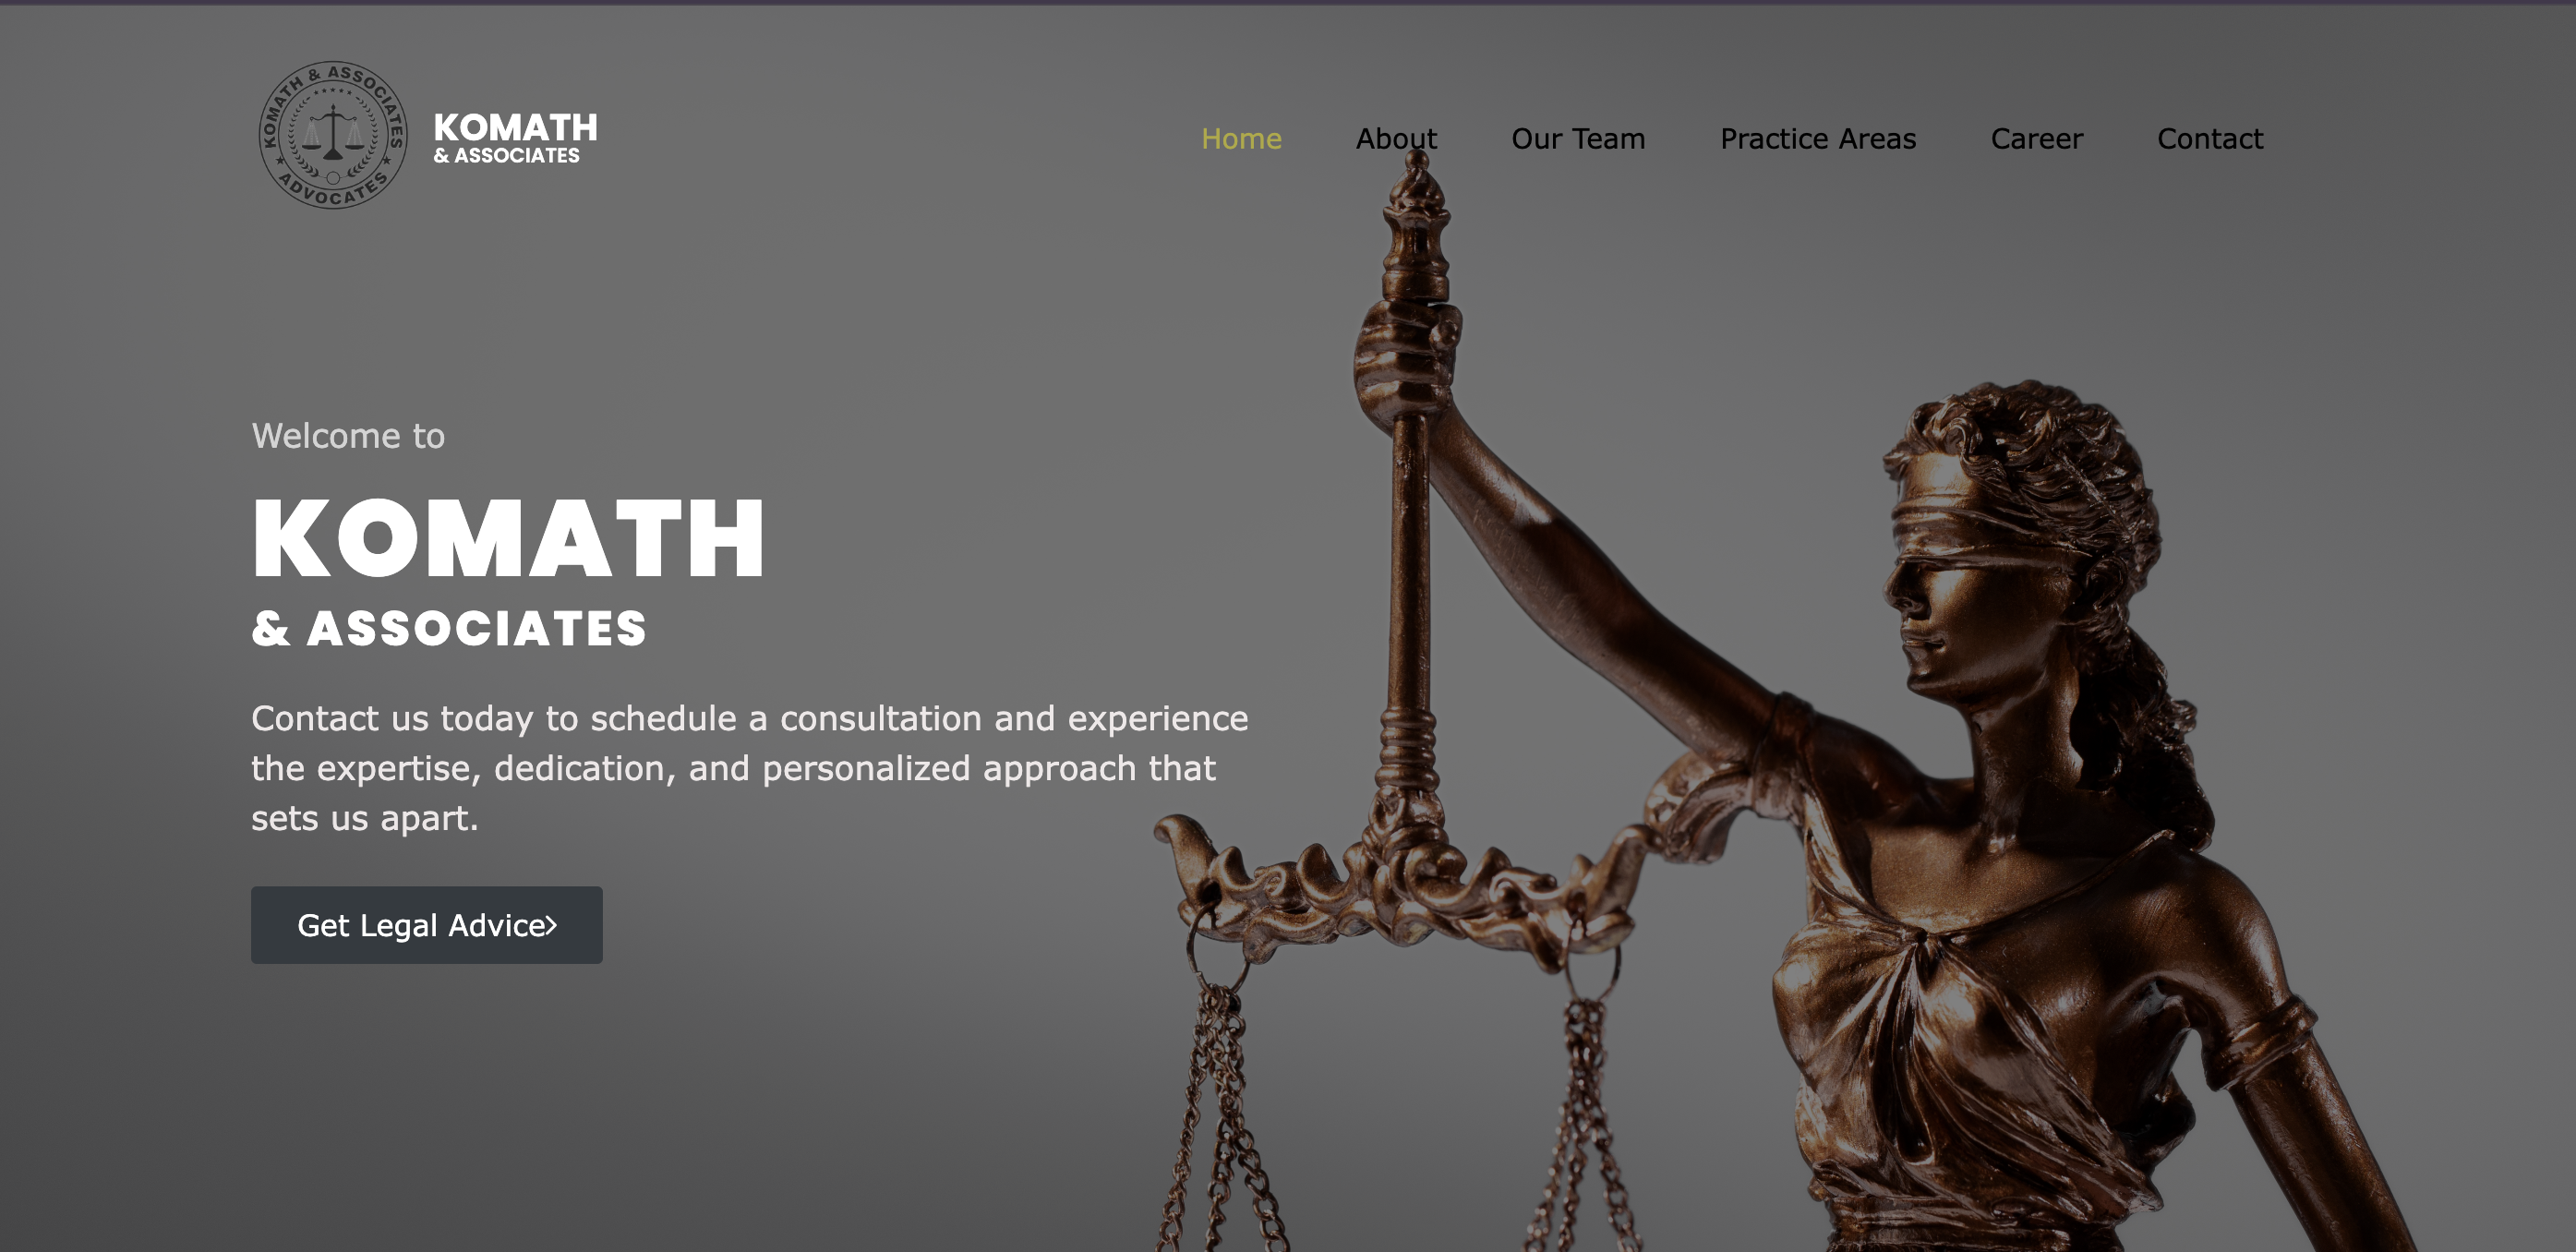 KOMATH & ASSOCIATES
ADVOCATES
KOMATH
& ASSOCIATES
Home About Our Team Practice Areas Career Contact
Welcome to
KOMATH
& ASSOCIATES
Contact us today to schedule a consultation and experience
the expertise, dedication, and personalized approach that
sets us apart.
Get Legal Advice